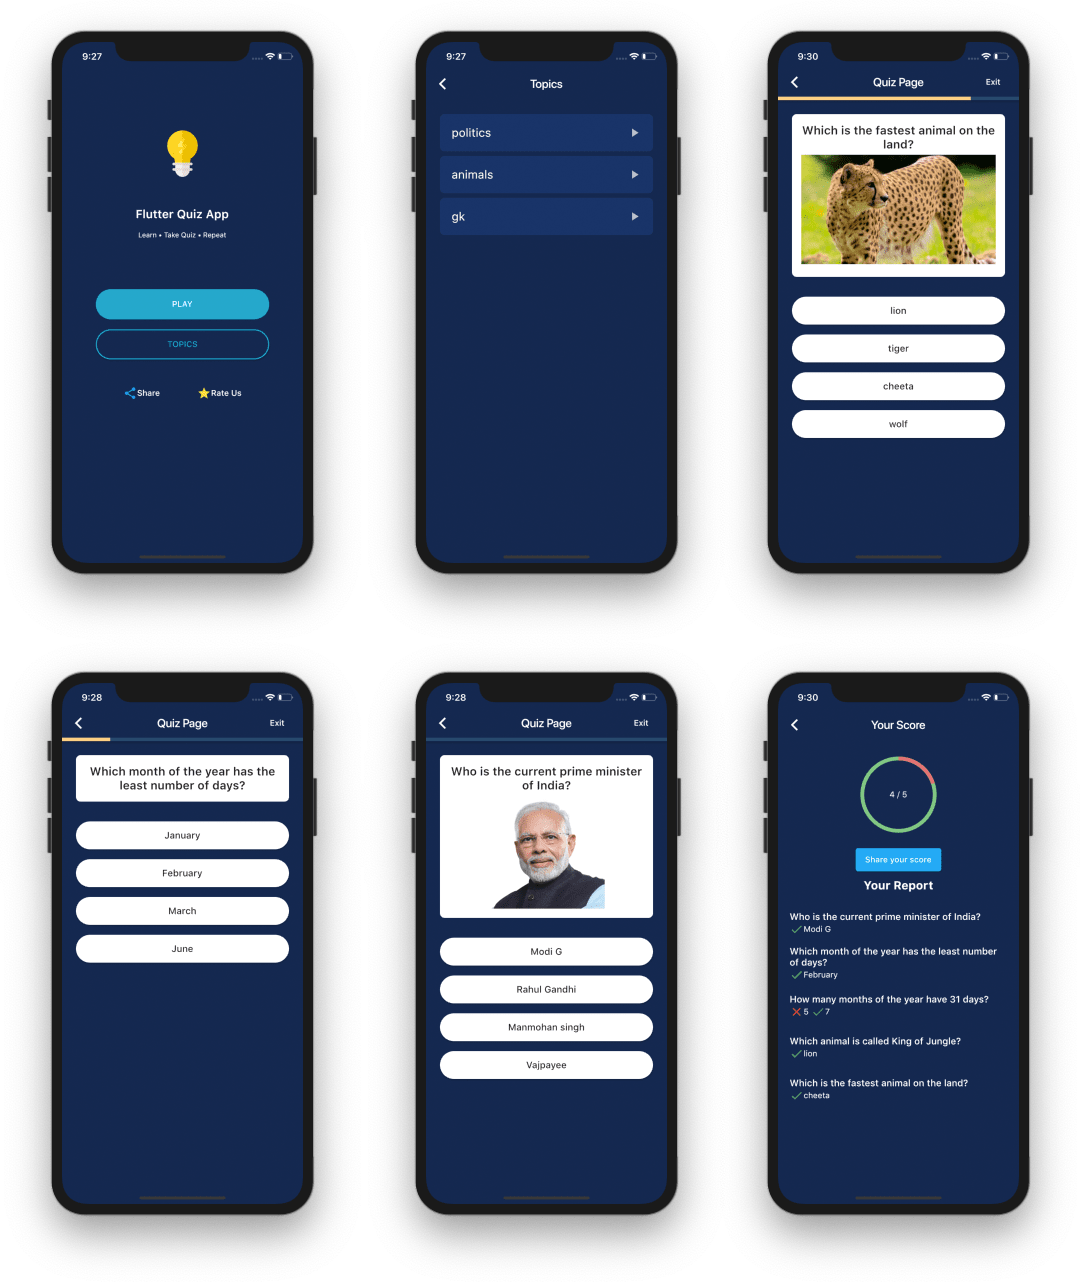 9:27
Flutter Quiz App
Learn • Take Quiz • Repeat
PLAY
TOPICS
Share
Rate Us
9:27
Topics
politics
animals
gk
9:30
Quiz Page
Exit
Which is the fastest animal on the
land?
lion
tiger
cheeta
wolf
9:28
Quiz Page
Exit
Which month of the year has the
least number of days?
January
February
March
June
9:28
Quiz Page
Exit
Who is the current prime minister
of India?
Modi G
Rahul Gandhi
Manmohan singh
Vajpayee
9:30
Your Score
4 / 5
Share your score
Your Report
Who is the current prime minister of India?
Modi G
Which month of the year has the least number
of days?
February
How many months of the year have 31 days?
5 7
Which animal is called King of Jungle?
lion
Which is the fastest animal on the land?
cheeta